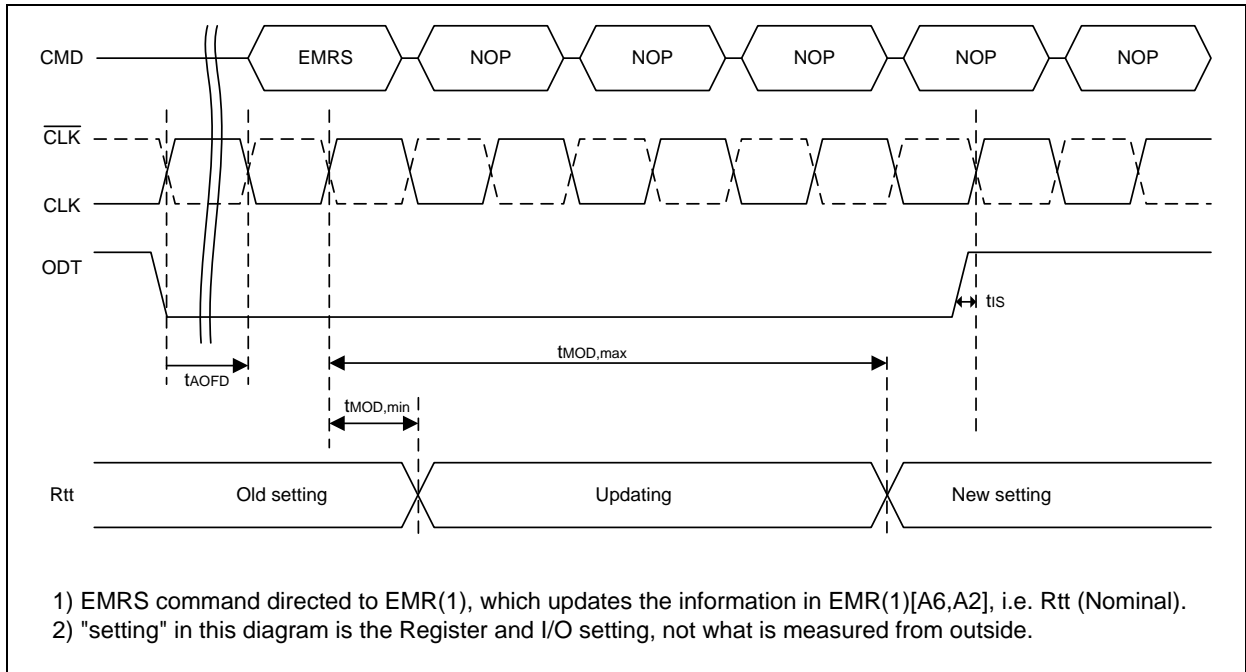 CMD EMRS NOP NOP NOP NOP NOP
CLK
CLK
ODT
tIS
tMOD,max
tAOFD
tMOD,min
Rtt Old setting Updating New setting
1) EMRS command directed to EMR(1), which updates the information in EMR(1)[A6,A2], i.e. Rtt (Nominal).
2) "setting" in this diagram is the Register and I/O setting, not what is measured from outside.